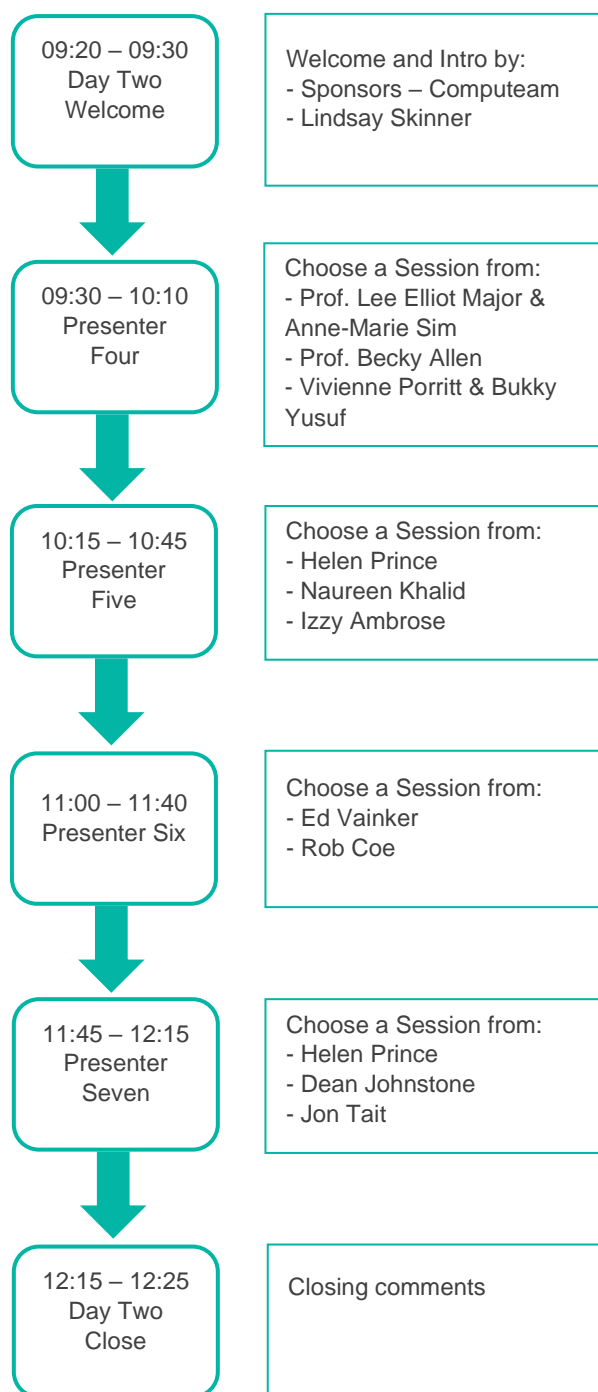 09:20 – 09:30
Day Two
Welcome
Welcome and Intro by:
- Sponsors – Computeam
- Lindsay Skinner
09:30 – 10:10
Presenter
Four
Choose a Session from:
- Prof. Lee Elliot Major &
Anne-Marie Sim
- Prof. Becky Allen
- Vivienne Porritt & Bukky
Yusuf
10:15 – 10:45
Presenter
Five
Choose a Session from:
- Helen Prince
- Naureen Khalid
- Izzy Ambrose
11:00 – 11:40
Presenter Six
Choose a Session from:
- Ed Vainker
- Rob Coe
11:45 – 12:15
Presenter
Seven
Choose a Session from:
- Helen Prince
- Dean Johnstone
- Jon Tait
12:15 – 12:25
Day Two
Close
Closing comments